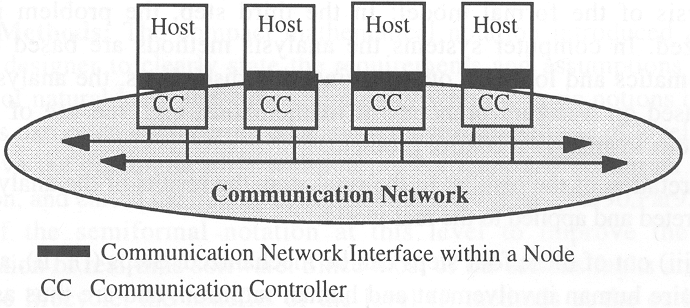 Host Host Host Host
CC CC CC CC
Communication Network
Communication Network Interface within a Node
CC Communication Controller